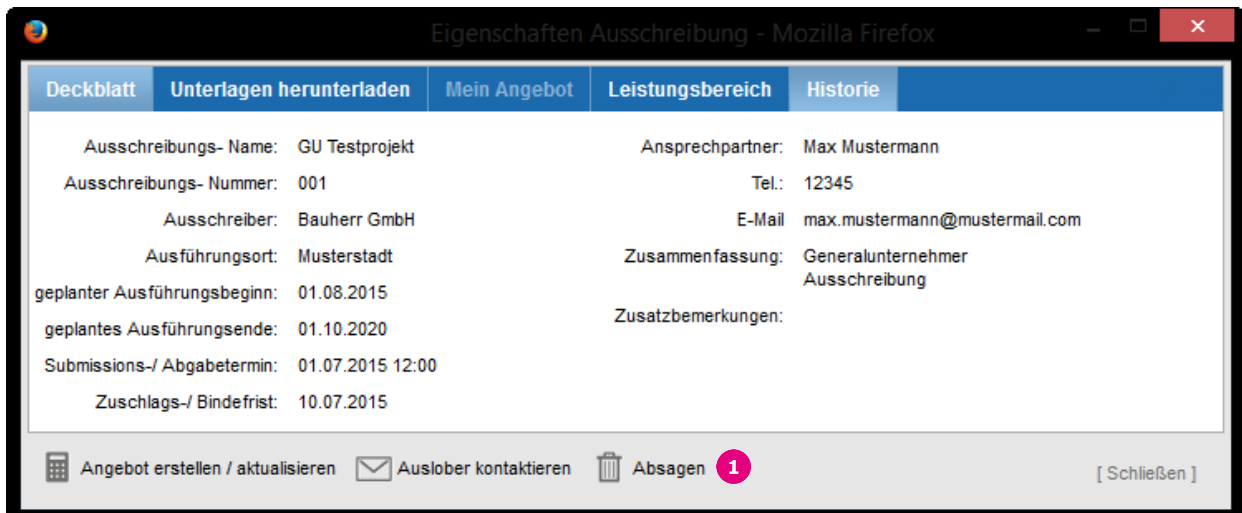 Eigenschaften Ausschreibung - Mozilla Firefox
Deckblatt Unterlagen herunterladen Mein Angebot Leistungsbereich Historie
Ausschreibungs- Name: GU Testprojekt
Ausschreibungs- Nummer: 001
Ausschreiber: Bauherr GmbH
Ausführungsort: Musterstadt
geplanter Ausführungsbeginn: 01.08.2015
geplantes Ausführungsende: 01.10.2020
Submissions-/ Abgabetermin: 01.07.2015 12:00
Zuschlags-/ Bindefrist: 10.07.2015
Ansprechpartner: Max Mustermann
Tel.: 12345
E-Mail max.mustermann@mustermail.com
Zusammenfassung: Generalunternehmer
Ausschreibung
Zusatzbemerkungen:
Angebot erstellen / aktualisieren Auslober kontaktieren Absagen 1 [ Schließen ]